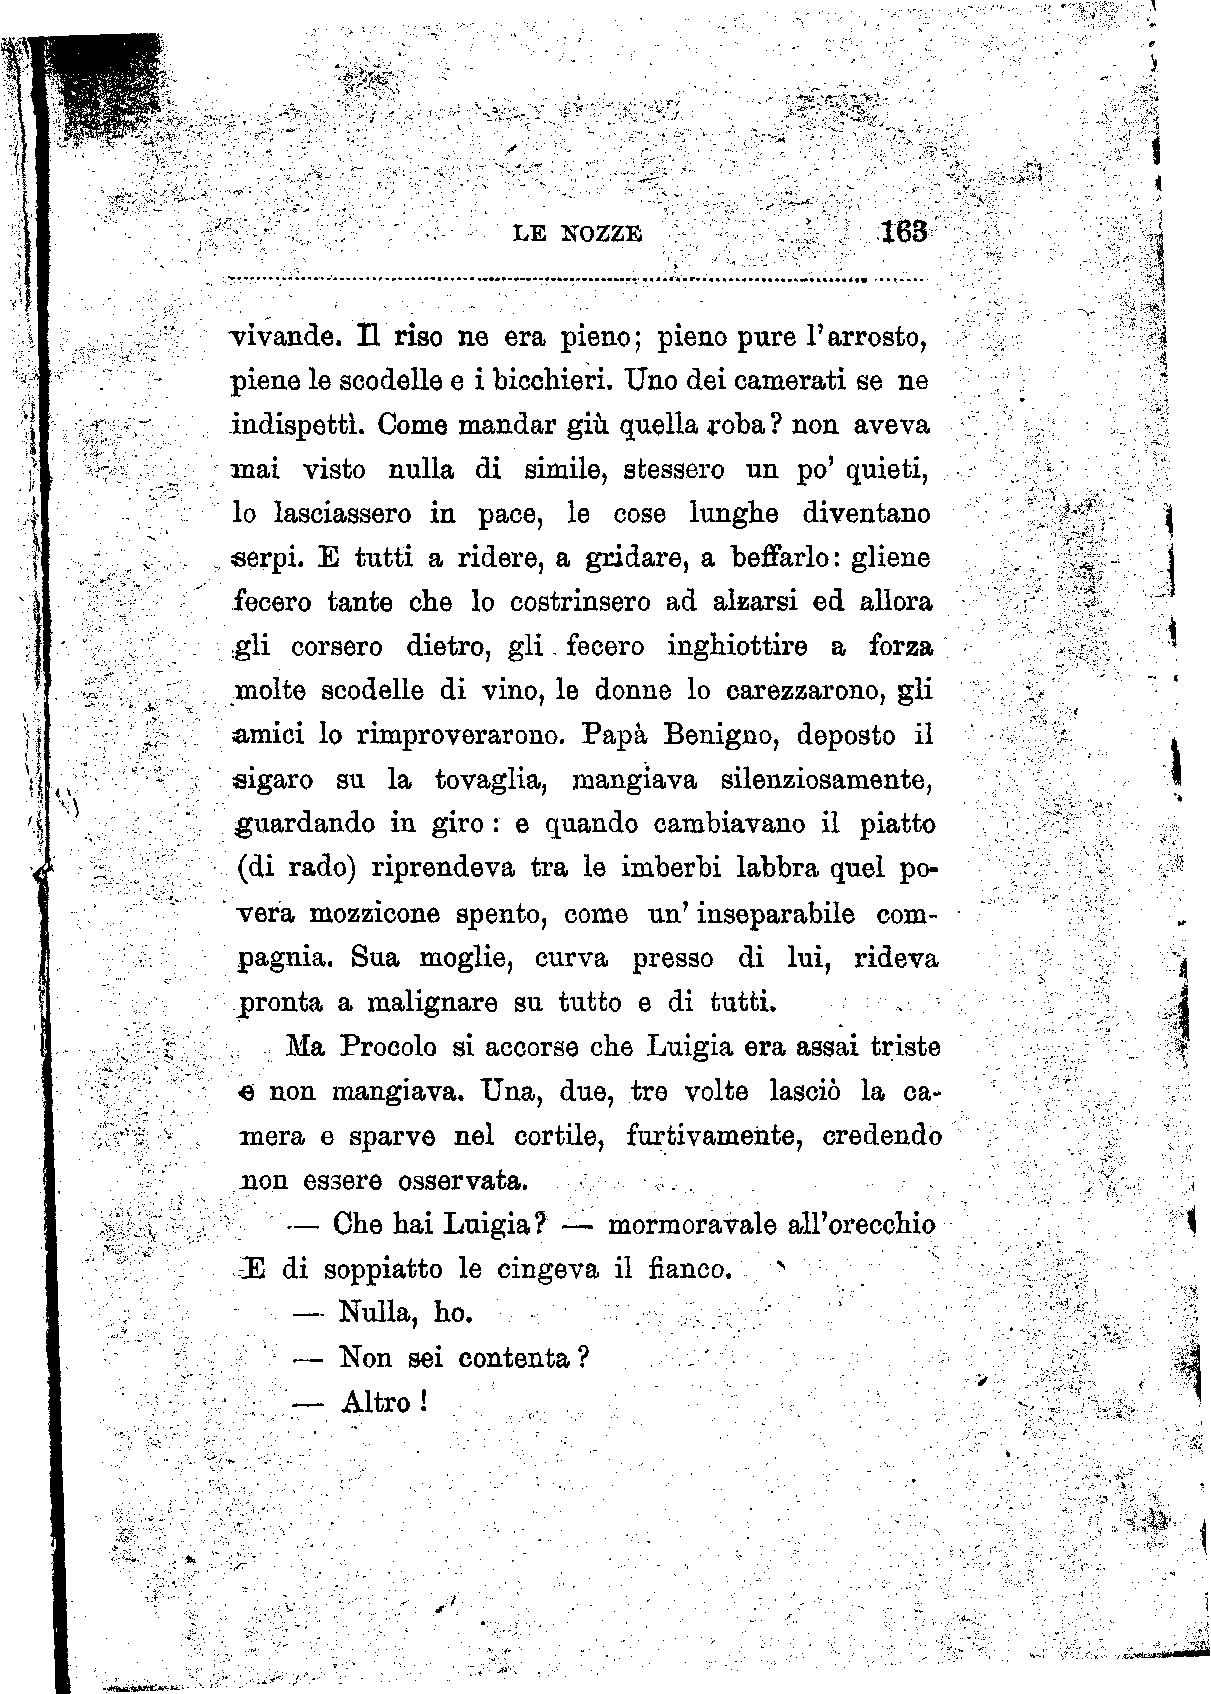 LE NOZZE 163
vivande. Il riso ne era pieno; pieno pure l'arrosto,
piene le scodelle e i bicchieri. Uno dei camerati se ne
indispettì. Come mandar giù quella roba? non aveva
mai visto nulla di simile, stessero un po' quieti,
lo lasciassero in pace, le cose lunghe diventano
serpi. E tutti a ridere, a gridare, a beffarlo: gliene
fecero tante che lo costrinsero ad alzarsi ed allora
gli corsero dietro, gli fecero inghiottire a forza
molte scodelle di vino, le donne lo carezzarono, gli
amici lo rimproverarono. Papà Benigno, deposto il
sigaro su la tovaglia, mangiava silenziosamente,
guardando in giro: e quando cambiavano il piatto
(di rado) riprendeva tra le imberbi labbra quel po-
vera mozzicone spento, come un' inseparabile com-
pagnia. Sua moglie, curva presso di lui, rideva
pronta a malignare su tutto e di tutti.
Ma Procolo si accorse che Luigia era assai triste
e non mangiava. Una, due, tre volte lasciò la ca-
mera e sparve nel cortile, furtivamente, credendo
non essere osservata.
— Che hai Luigia? — mormoravale all'orecchio
E di soppiatto le cingeva il fianco.
— Nulla, ho.
— Non sei contenta?
— Altro!